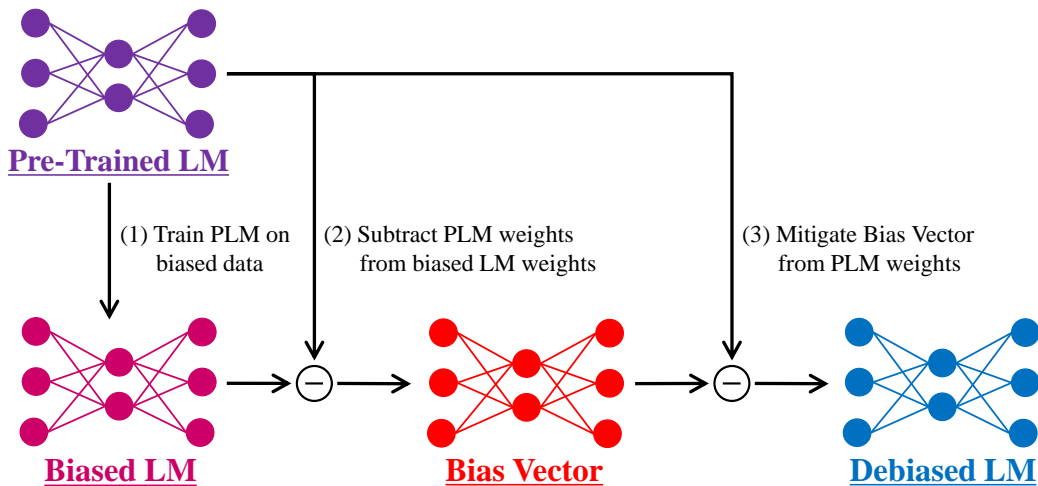 Pre-Trained LM
(1) Train PLM on
biased data
(2) Subtract PLM weights
from biased LM weights
(3) Mitigate Bias Vector
from PLM weights
−
−
Biased LM
Bias Vector
Debiased LM